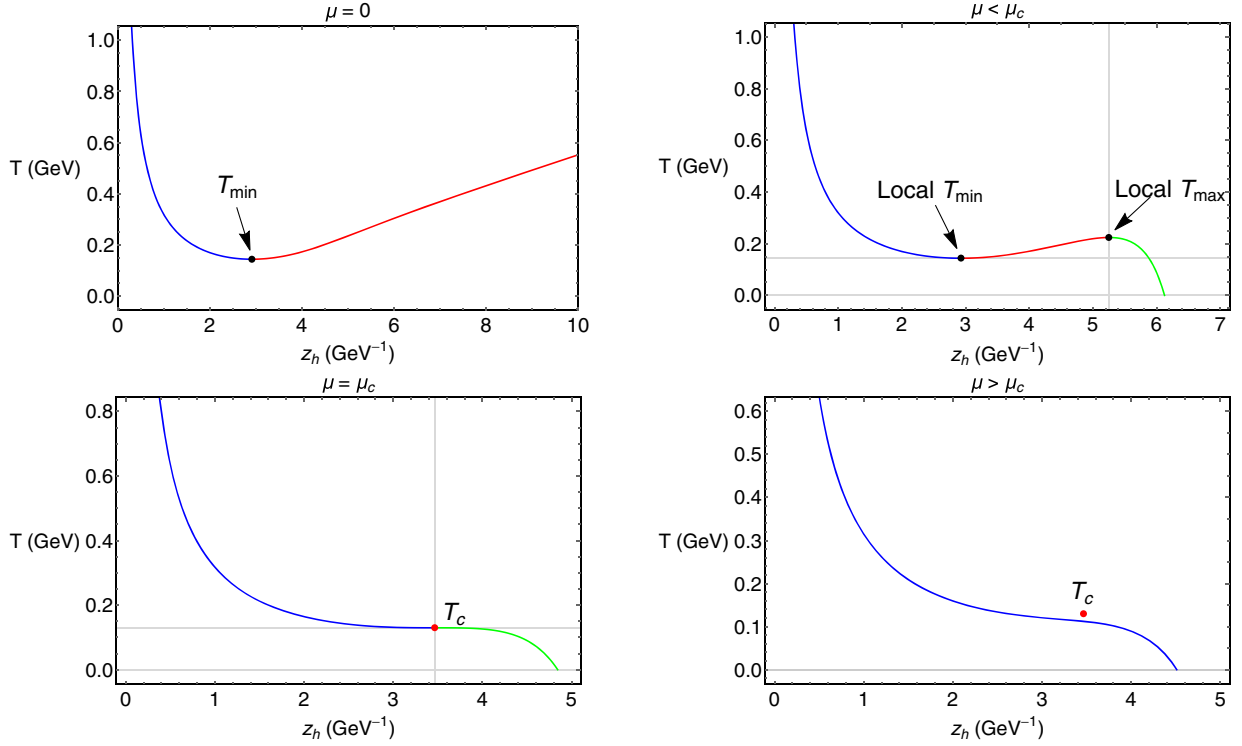 μ = 0
1.0
0.8
0.6
T (GeV)
0.4
0.2
0.0
T_min
0 2 4 6 8 10
z_h (GeV⁻¹)
μ < μ_c
1.0
0.8
0.6
T (GeV)
0.4
0.2
0.0
Local T_min
Local T_max
0 1 2 3 4 5 6 7
z_h (GeV⁻¹)
μ = μ_c
0.8
0.6
T (GeV)
0.4
0.2
0.0
T_c
0 1 2 3 4 5
z_h (GeV⁻¹)
μ > μ_c
0.6
0.5
0.4
T (GeV)
0.3
0.2
0.1
0.0
T_c
0 1 2 3 4 5
z_h (GeV⁻¹)